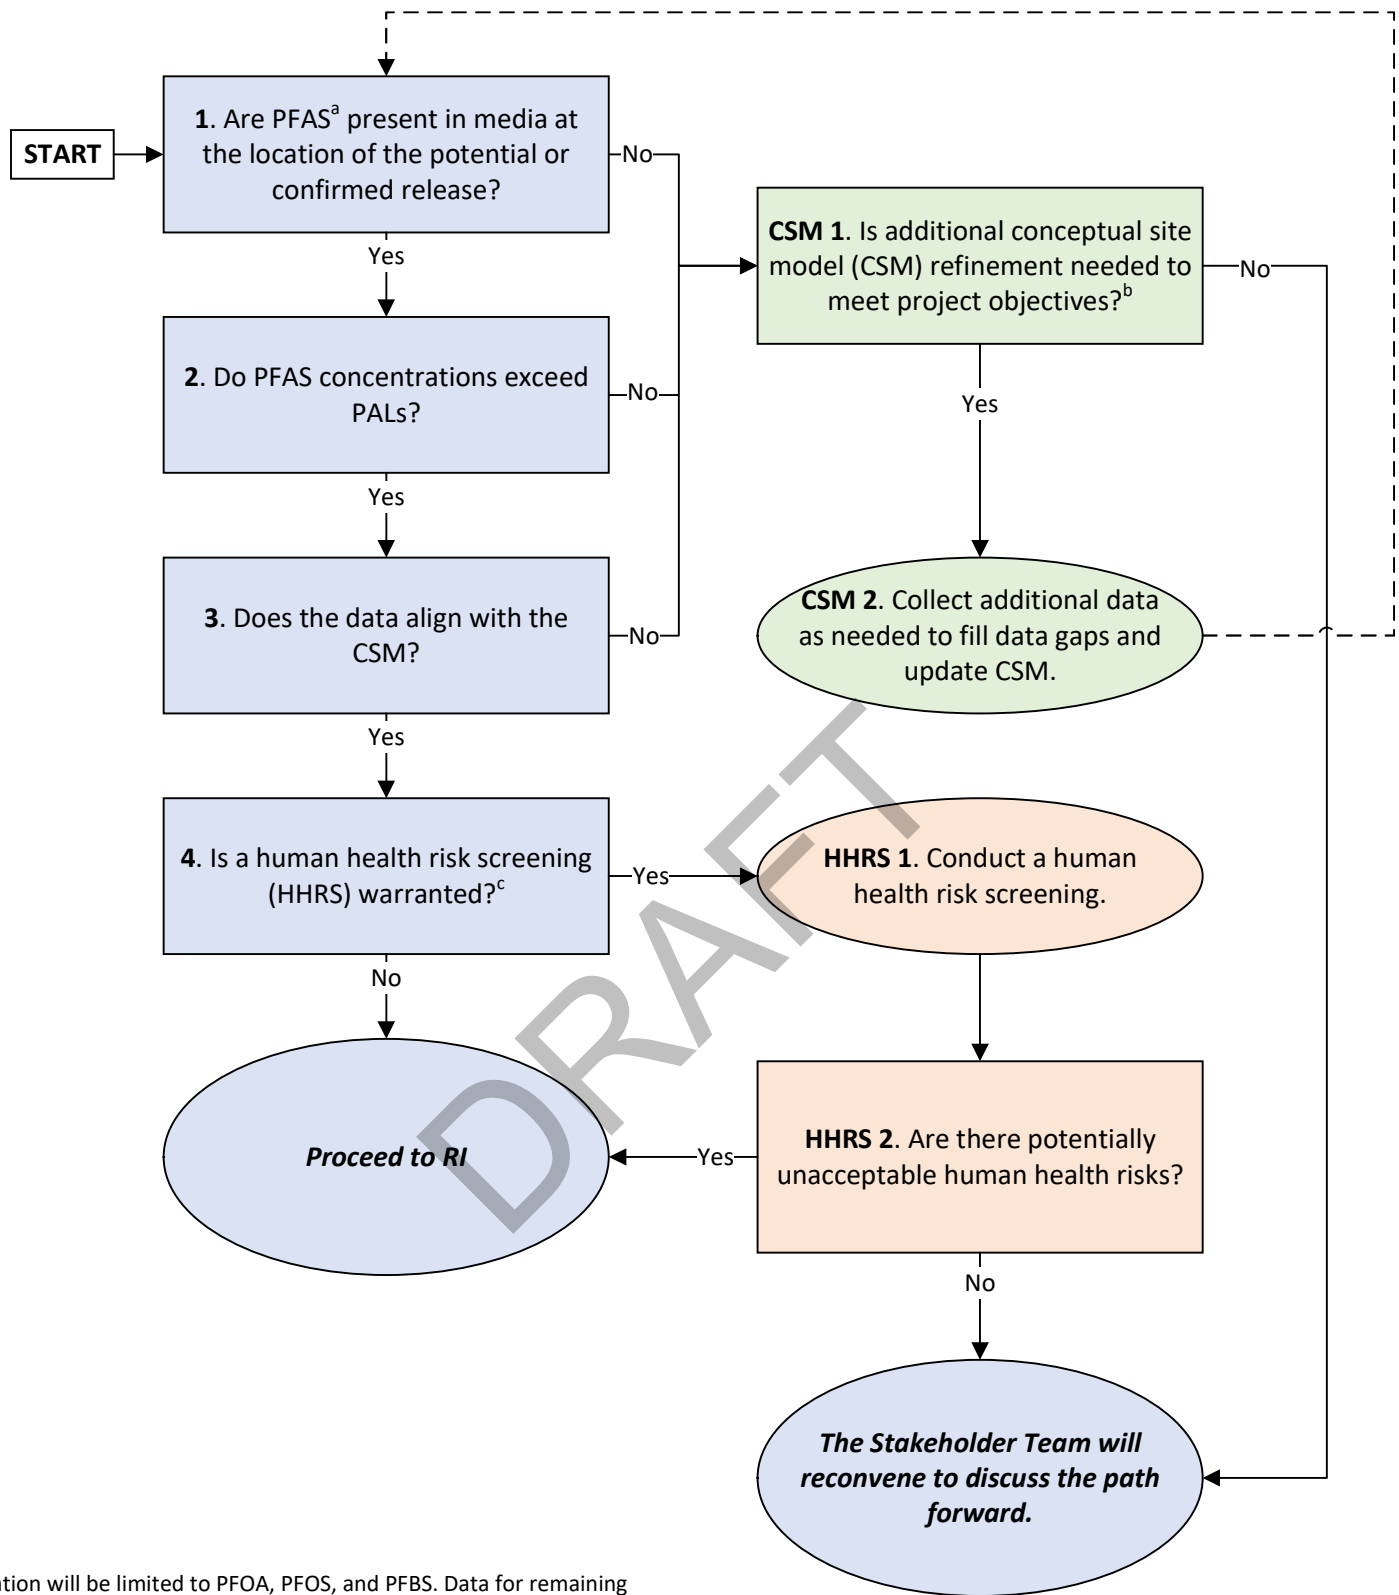 START
1. Are PFASa present in media at
the location of the potential or
confirmed release?
No
Yes
CSM 1. Is additional conceptual site
model (CSM) refinement needed to
meet project objectives?b
No
Yes
2. Do PFAS concentrations exceed
PALs?
No
Yes
3. Does the data align with the
CSM?
No
Yes
CSM 2. Collect additional data
as needed to fill data gaps and
update CSM.
4. Is a human health risk screening
(HHRS) warranted?c
Yes
No
HHRS 1. Conduct a human
health risk screening.
DRAFT
Proceed to RI
Yes
HHRS 2. Are there potentially
unacceptable human health risks?
No
The Stakeholder Team will
reconvene to discuss the path
forward.
will be limited to PFOA, PFOS, and PFBS. Data for remaining